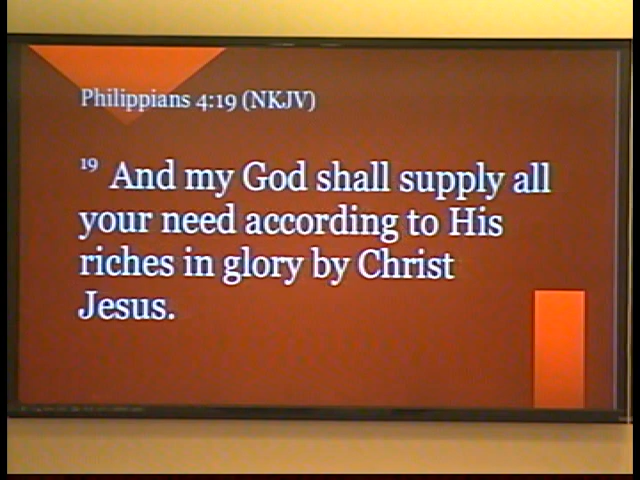 Philippians 4:19 (NKJV)
19 And my God shall supply all
your need according to His
riches in glory by Christ
Jesus.